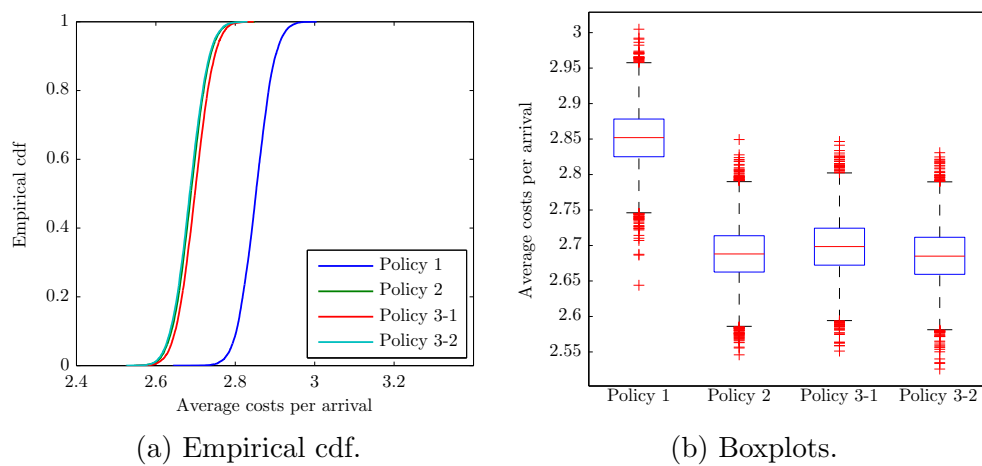 1
0.8
0.6
0.4
0.2
0
2.4
2.6
2.8
3
3.2
Empirical cdf
Average costs per arrival
Policy 1
Policy 2
Policy 3-1
Policy 3-2
(a) Empirical cdf.
3
2.95
2.9
2.85
2.8
2.75
2.7
2.65
2.6
2.55
Average costs per arrival
Policy 1
Policy 2
Policy 3-1
Policy 3-2
(b) Boxplots.